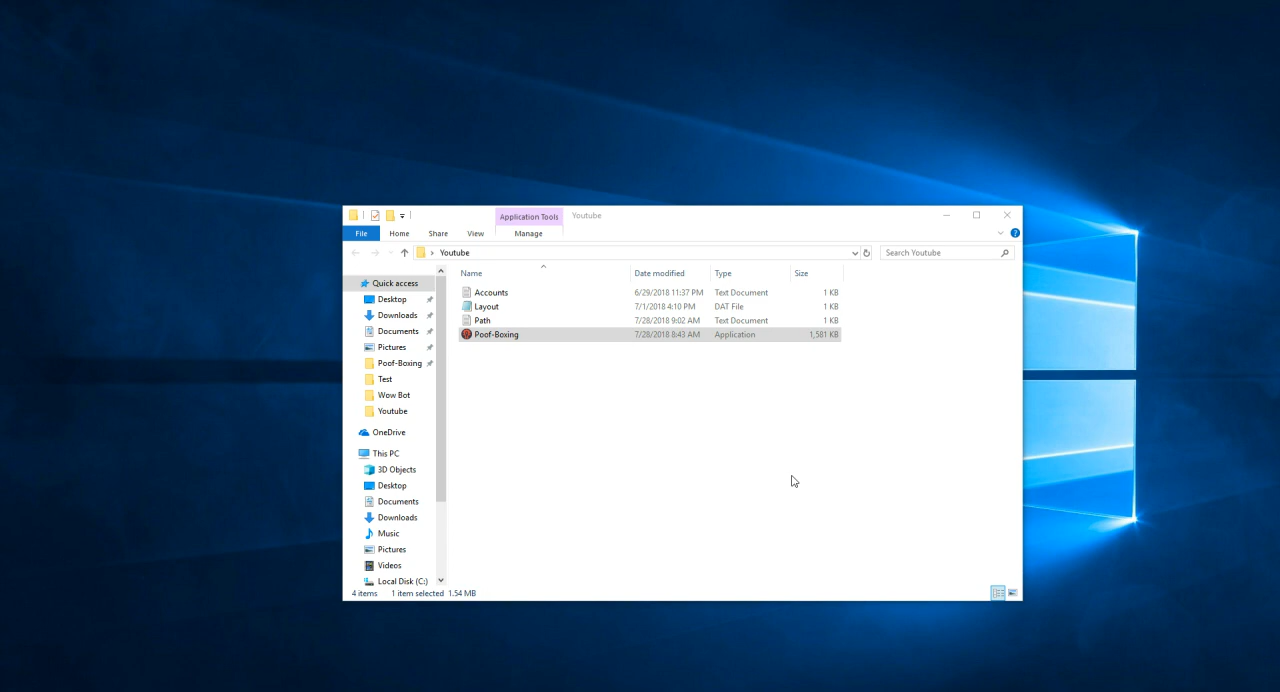 Application Tools Youtube
File Home Share View Manage
Youtube Search Youtube
Name Date modified Type Size
Quick access
Desktop
Downloads
Documents
Pictures
Poof-Boxing
Test
Wow Bot
Youtube
OneDrive
This PC
3D Objects
Desktop
Documents
Downloads
Music
Pictures
Videos
Local Disk (C:)
Accounts 6/29/2018 11:37 PM Text Document 1 KB
Layout 7/1/2018 4:10 PM DAT File 1 KB
Path 7/28/2018 9:02 AM Text Document 1 KB
Poof-Boxing 7/28/2018 8:43 AM Application 1,581 KB
4 items 1 item selected 1.54 MB